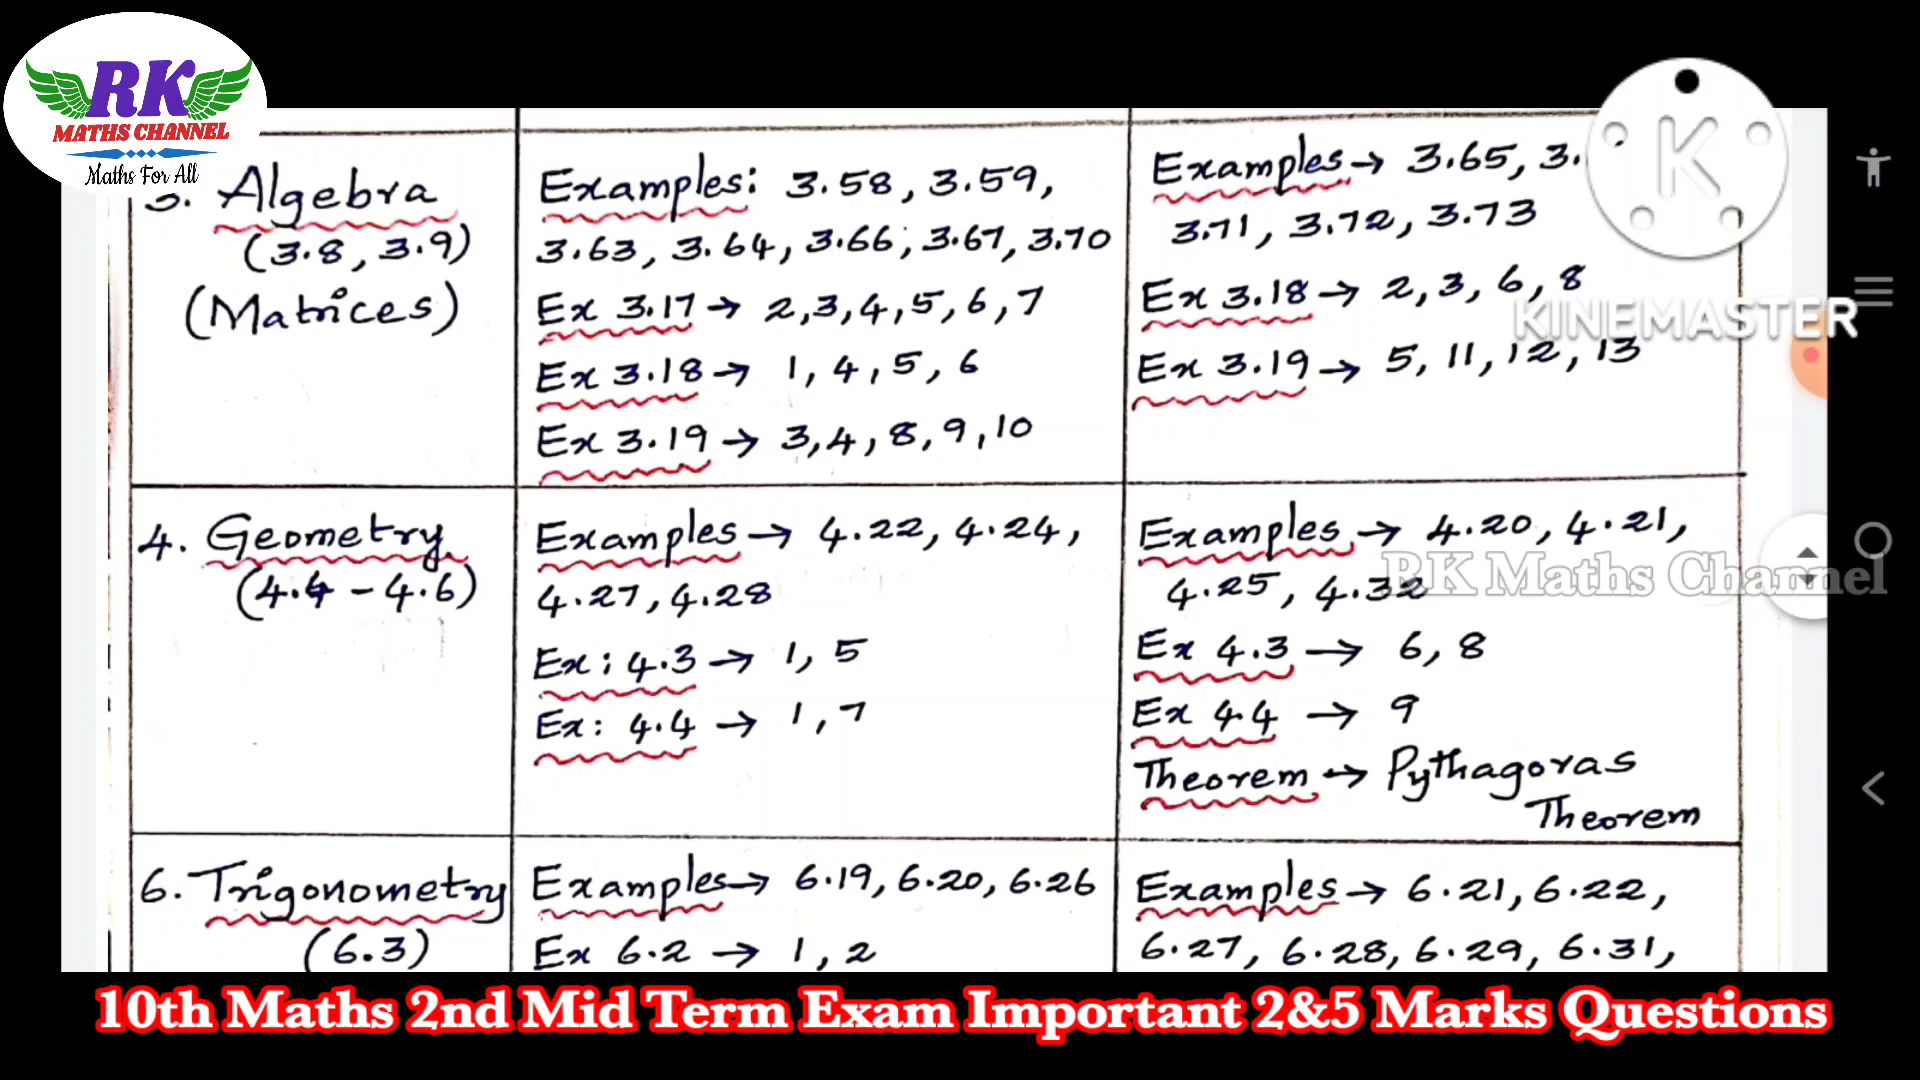 RK
MATHS CHANNEL
Maths For All
3. Algebra
(3.8, 3.9)
(Matrices)
Examples: 3.58, 3.59,
3.63, 3.64, 3.66, 3.67, 3.70
Ex 3.17 → 2,3,4,5,6,7
Ex 3.18 → 1,4,5,6
Ex 3.19 → 3,4,8,9,10
Examples → 3.65, 3.
3.71, 3.72, 3.73
Ex 3.18 → 2,3,6,8
Ex 3.19 → 5,11,12,13
K
KINEMASTER
4. Geometry
(4.4 - 4.6)
Examples → 4.22, 4.24,
4.27, 4.28
Ex: 4.3 → 1, 5
Ex: 4.4 → 1, 7
Examples → 4.20, 4.21,
4.25, 4.32
Ex 4.3 → 6, 8
Ex 4.4 → 9
Theorem → Pythagoras
Theorem
RK Maths Channel
6. Trigonometry
(6.3)
Examples → 6.19, 6.20, 6.26
Ex 6.2 → 1, 2
Examples → 6.21, 6.22,
6.27, 6.28, 6.29, 6.31,
10th Maths 2nd Mid Term Exam Important 2&5 Marks Questions